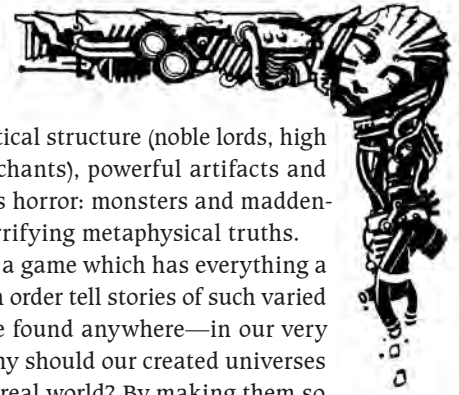 tical structure (noble lords, high
chants), powerful artifacts and
s horror: monsters and madden-
rrifying metaphysical truths.
a game which has everything a
n order tell stories of such varied
e found anywhere—in our very
hy should our created universes
real world? By making them so